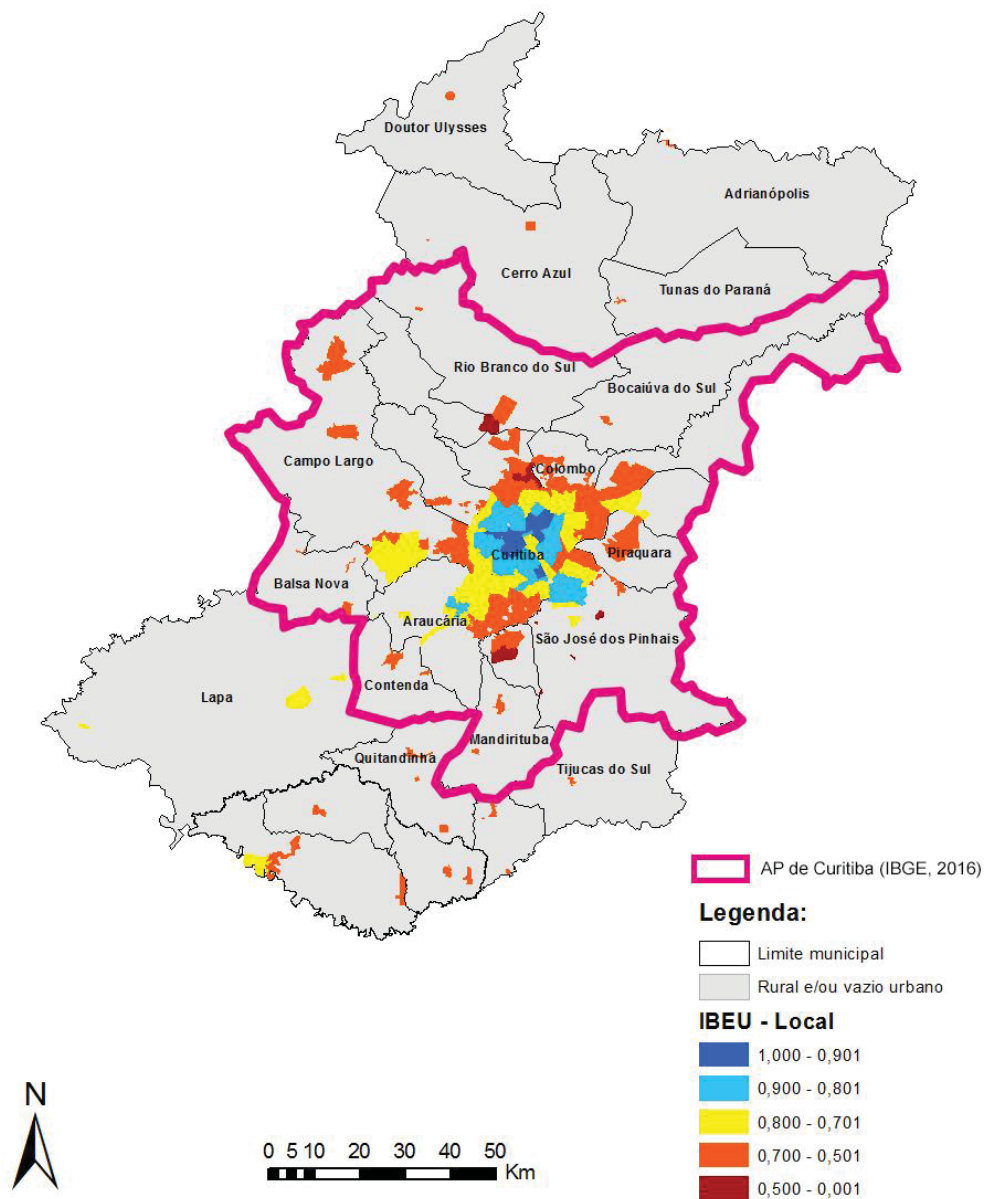 Doutor Ulysses
Adrianópolis
Cerro Azul
Tunas do Paraná
Rio Branco do Sul
Bocaiúva do Sul
Campo Largo
Colombo
Curitiba
Piraquara
Balsa Nova
Araucária
São José dos Pinhais
Contenda
Lapa
Mandirituba
Quitandinha
Tijucas do Sul
AP de Curitiba (IBGE, 2016)
Legenda:
Limite municipal
Rural e/ou vazio urbano
IBEU - Local
1,000 - 0,901
0,900 - 0,801
0,800 - 0,701
0,700 - 0,501
0,500 - 0,001
N
0 5 10 20 30 40 50
Km